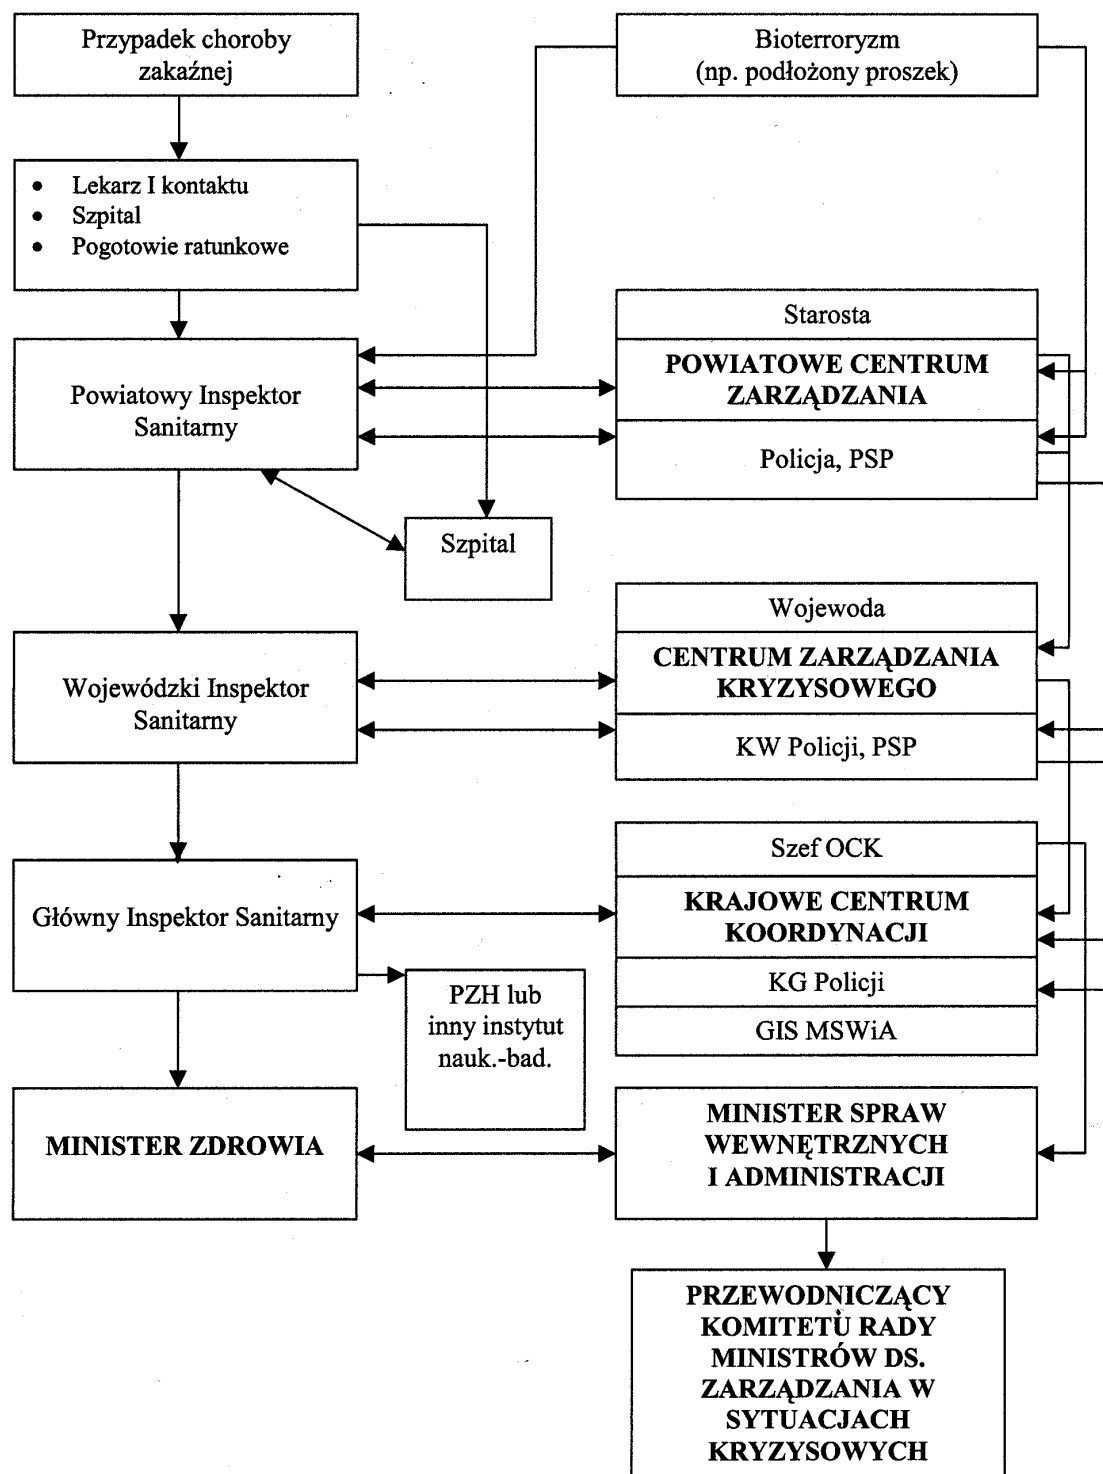 Przypadek choroby
zakaźnej
Bioterroryzm
(np. podłożony proszek)
• Lekarz I kontaktu
• Szpital
• Pogotowie ratunkowe
Starosta
POWIATOWE CENTRUM
ZARZĄDZANIA
Policja, PSP
Powiatowy Inspektor
Sanitarny
Szpital
Wojewoda
CENTRUM ZARZĄDZANIA
KRYZYSOWEGO
KW Policji, PSP
Wojewódzki Inspektor
Sanitarny
Szef OCK
KRAJOWE CENTRUM
KOORDYNACJI
KG Policji
GIS MSWiA
Główny Inspektor Sanitarny
PZH lub
inny instytut
nauk.-bad.
MINISTER ZDROWIA
MINISTER SPRAW
WEWNĘTRZNYCH
I ADMINISTRACJI
PRZEWODNICZĄCY
KOMITETU RADY
MINISTRÓW DS.
ZARZĄDZANIA W
SYTUACJACH
KRYZYSOWYCH